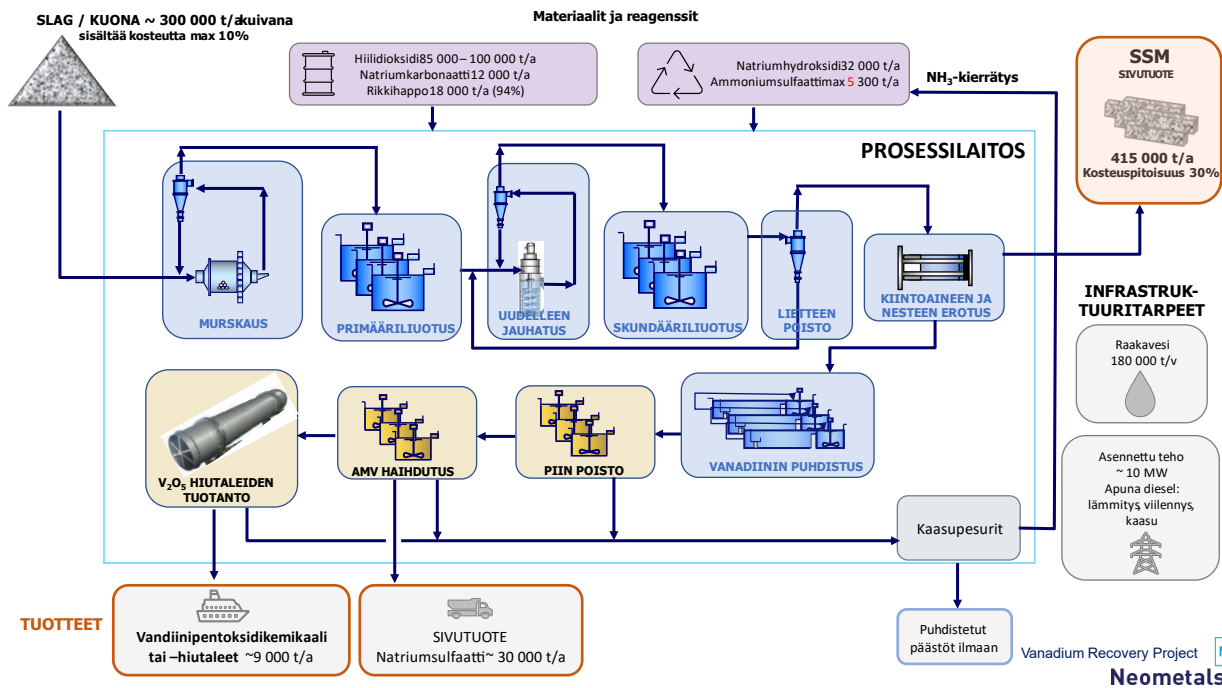 SLAG / KUONA ~ 300 000 t/akuivana
sisältää kosteutta max 10%
Materiaalit ja reagenssit
Hiilidioksidi85 000– 100 000 t/a
Natriumkarbonaatti12 000 t/a
Rikkihappo18 000 t/a (94%)
Natriumhydroksidi32 000 t/a
Ammoniumsulfaattimax 5 300 t/a
NH3-kierrätys
SSM
SIVUTUOTE
415 000 t/a
Kosteuspitoisuus 30%
PROSESSILAITOS
MURSKAUS
PRIMÄÄRILIUOTUS
UUDELLEEN
JAUHATUS
SKUNDÄÄRILIUOTUS
LIETTEEN
POISTO
KIINTOAINEEN JA
NESTEEN EROTUS
INFRASTRUK-
TUURITARPEET
Raakavesi
180 000 t/v
V2O5 HIUTALEIDEN
TUOTANTO
AMV HAIHDUTUS
PIIN POISTO
VANADIININ PUHDISTUS
Asennettu teho
~ 10 MW
Apuna diesel:
lämmitys, viilennys,
kaasu
Kaasupesurit
TUOTTEET
Vandiinipentoksidikemikaali
tai –hiutaleet ~9 000 t/a
SIVUTUOTE
Natriumsulfaatti~ 30 000 t/a
Puhdistetut
päästöt ilmaan
Vanadium Recovery Project
Neometals